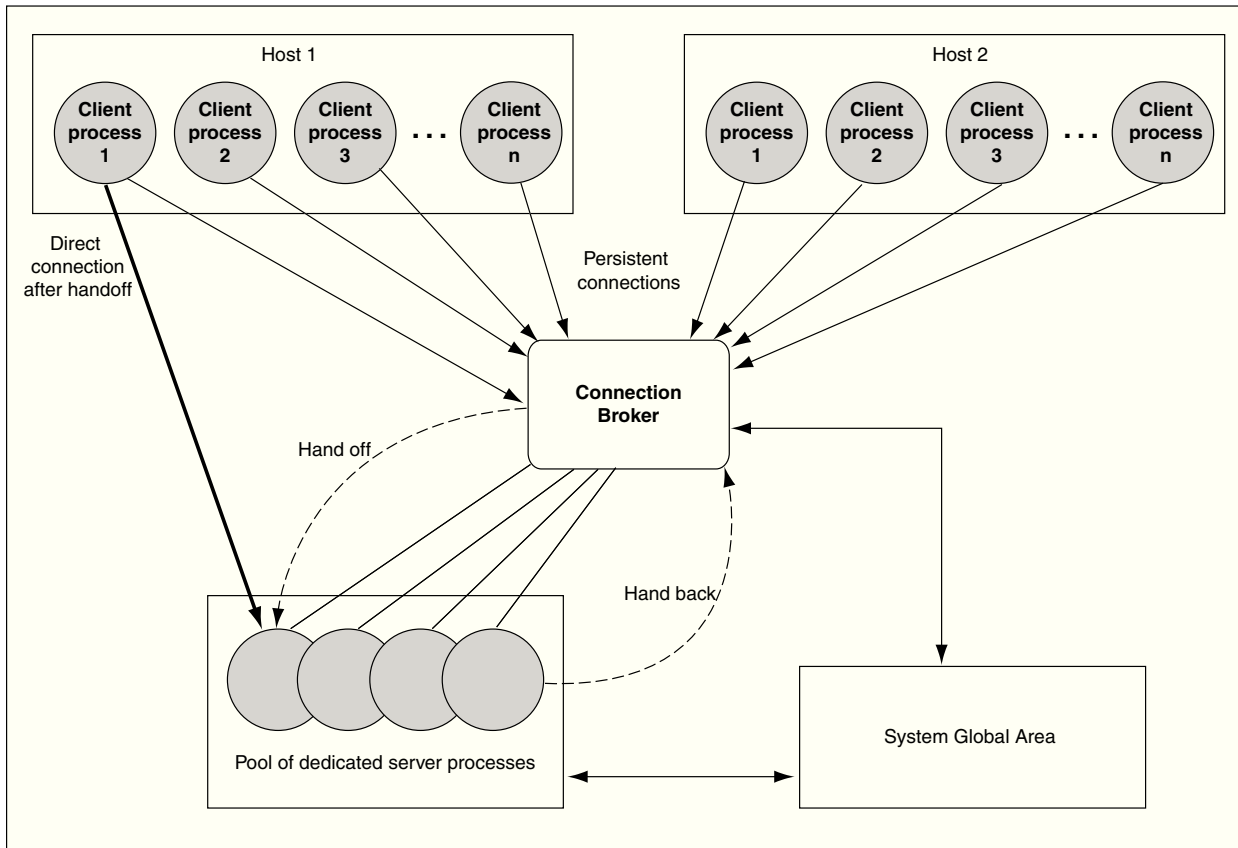 Host 1
Client
process
1
Client
process
2
Client
process
3
...
Client
process
n
Host 2
Client
process
1
Client
process
2
Client
process
3
...
Client
process
n
Direct
connection
after handoff
Persistent
connections
Connection
Broker
Hand off
Hand back
Pool of dedicated server processes
System Global Area